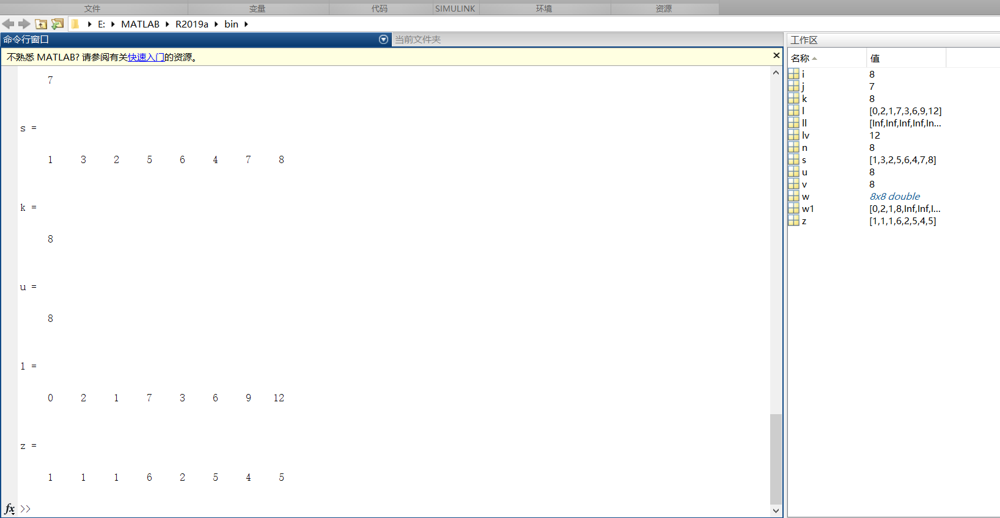 文件 变量 代码 SIMULINK 环境 资源
E: MATLAB R2019a bin
命令行窗口 当前文件夹
不熟悉 MATLAB? 请参阅有关快速入门的资源。
7
s =
1 3 2 5 6 4 7 8
k =
8
u =
8
l =
0 2 1 7 3 6 9 12
z =
1 1 1 6 2 5 4 5
fx >>
工作区
名称 值
i 8
j 7
k 8
l [0,2,1,7,3,6,9,12]
ll [Inf,Inf,Inf,Inf,In...
lv 12
n 8
s [1,3,2,5,6,4,7,8]
u 8
v 8
w 8x8 double
w1 [0,2,1,8,Inf,Inf,I...
z [1,1,1,6,2,5,4,5]